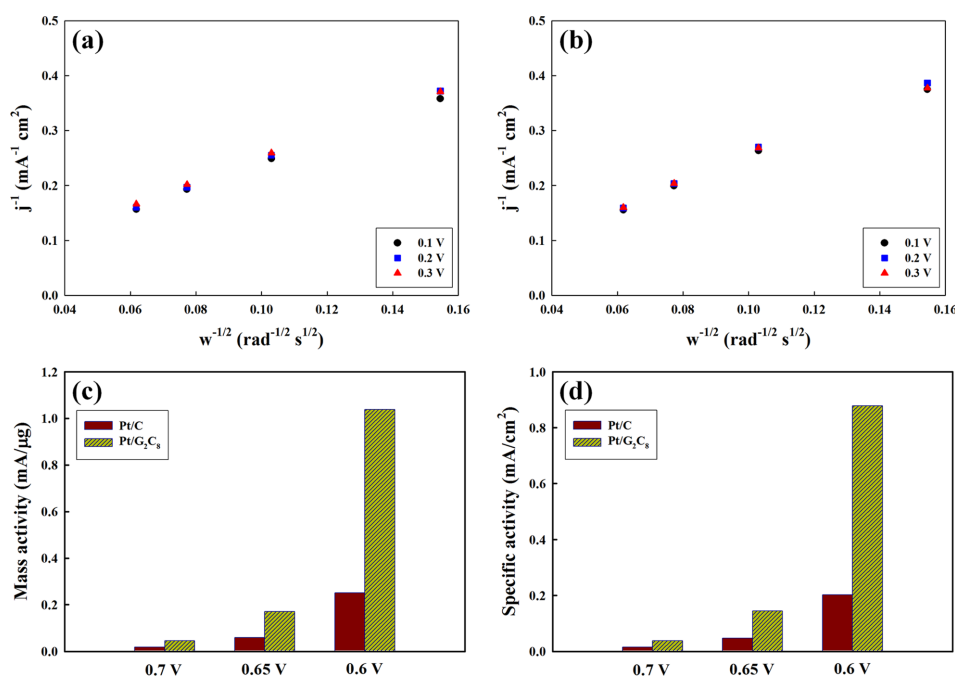 (a)
0.5
0.4
0.3
0.2
0.1
0.0
j⁻¹ (mA⁻¹ cm²)
0.1 V
0.2 V
0.3 V
0.04 0.06 0.08 0.10 0.12 0.14 0.16
w⁻¹/² (rad⁻¹/² s¹/²)
(b)
0.5
0.4
0.3
0.2
0.1
0.0
j⁻¹ (mA⁻¹ cm²)
0.1 V
0.2 V
0.3 V
0.04 0.06 0.08 0.10 0.12 0.14 0.16
w⁻¹/² (rad⁻¹/² s¹/²)
(c)
1.2
1.0
0.8
0.6
0.4
0.2
0.0
Mass activity (mA/µg)
Pt/C
Pt/G₂C₈
0.7 V 0.65 V 0.6 V
(d)
1.0
0.8
0.6
0.4
0.2
0.0
Specific activity (mA/cm²)
Pt/C
Pt/G₂C₈
0.7 V 0.65 V 0.6 V